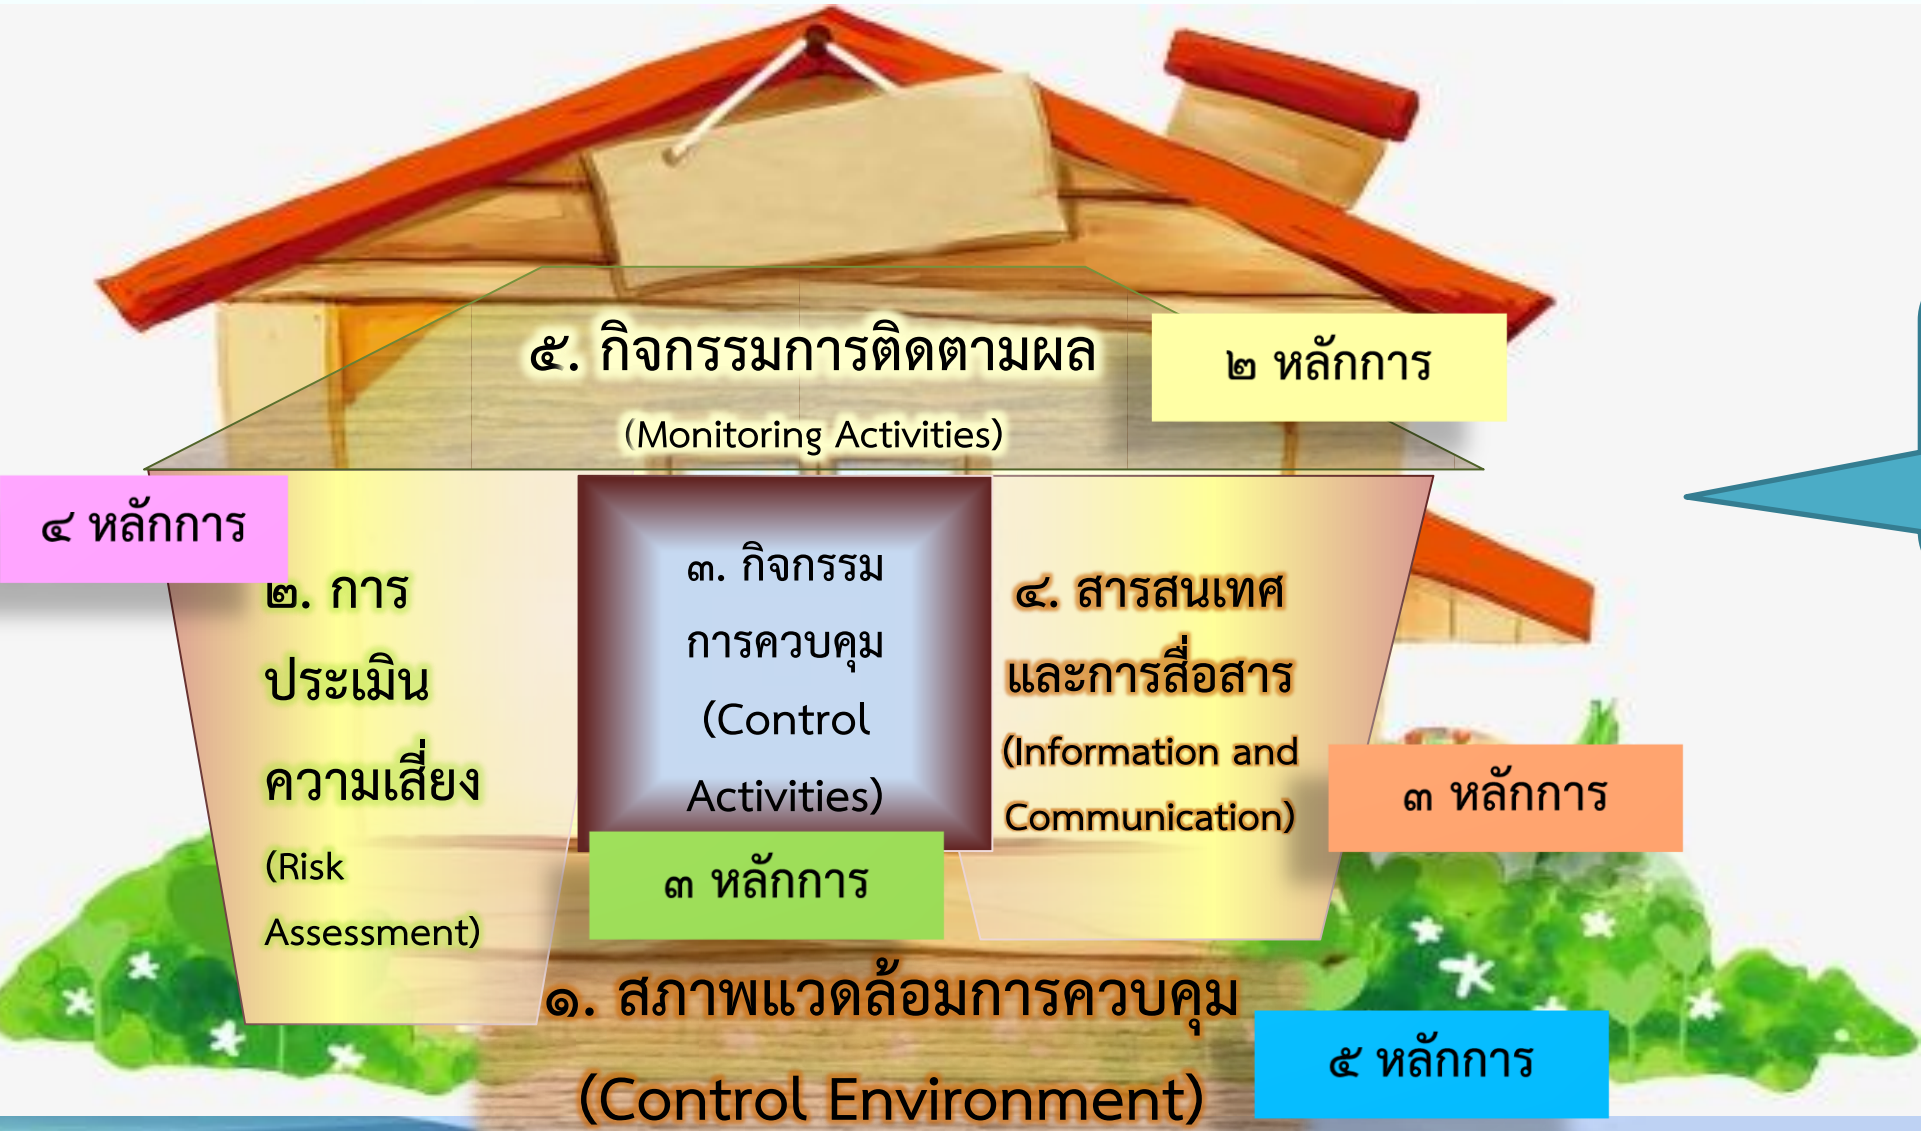 ๕. กิจกรรมการติดตามผล
(Monitoring Activities)
๒ หลักการ
๔ หลักการ
๒. การ
ประเมิน
ความเสี่ยง
(Risk
Assessment)
๓. กิจกรรม
การควบคุม
(Control
Activities)
๓ หลักการ
๔. สารสนเทศ
และการสื่อสาร
(Information and
Communication)
๓ หลักการ
๑. สภาพแวดล้อมการควบคุม
(Control Environment)
๕ หลักการ